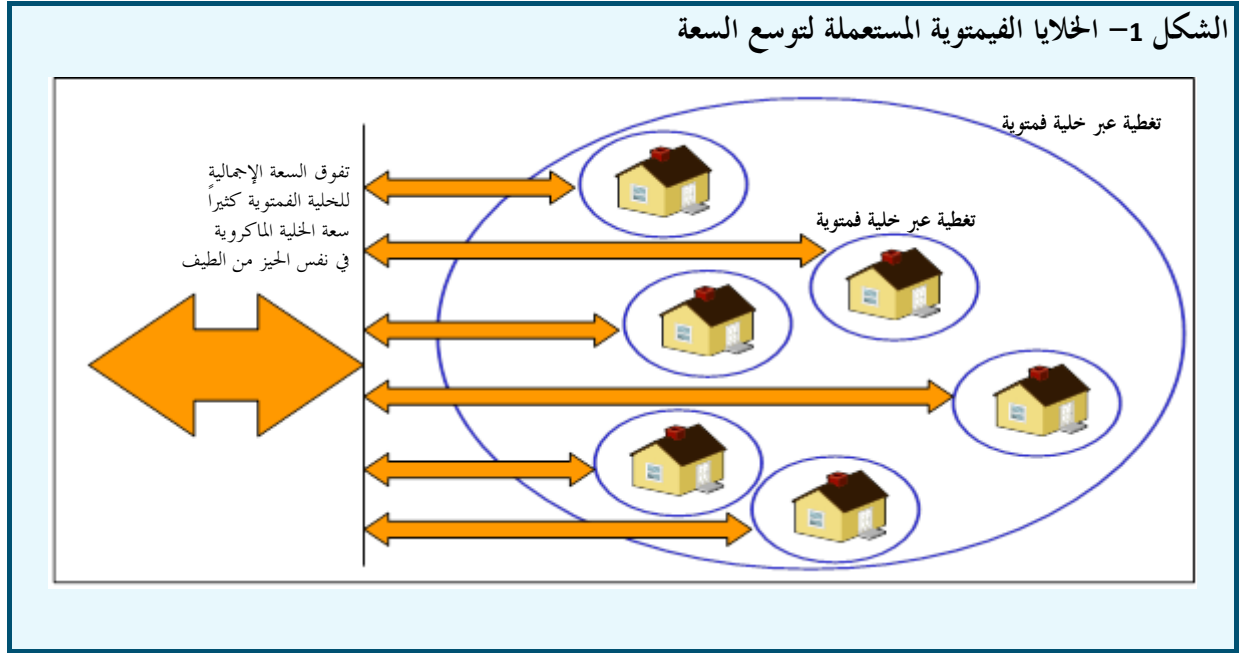 الشكل 1– الخلايا الفيمتوية المستعملة لتوسع السعة
تغطية عبر خلية فمتوية
تفوق السعة الإجمالية
للخلية الفمتوية كثيراً
سعة الخلية الماكروية
في نفس الحيز من الطيف
تغطية عبر خلية فمتوية